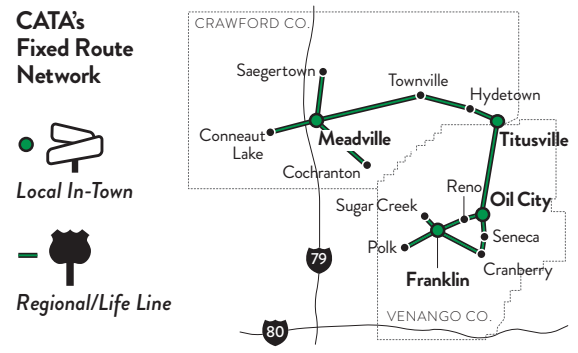 CATA's
Fixed Route
Network
Local In-Town
Regional/Life Line
CRAWFORD CO.
Saegertown
Townville
Hydetown
Conneaut
Lake
Meadville
Titusville
Cochranton
Reno
Oil City
Sugar Creek
Seneca
Polk
Cranberry
79
Franklin
VENANGO CO.
80